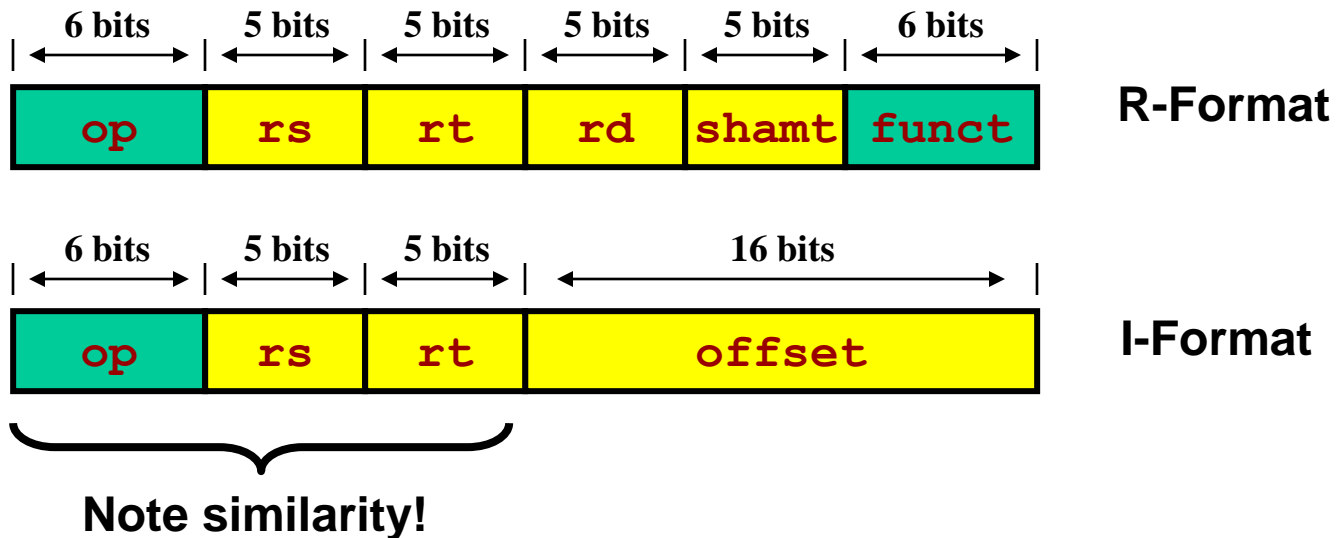 6 bits 5 bits 5 bits 5 bits 5 bits 6 bits
op rs rt rd shamt funct R-Format
6 bits 5 bits 5 bits 16 bits
op rs rt offset I-Format
Note similarity!